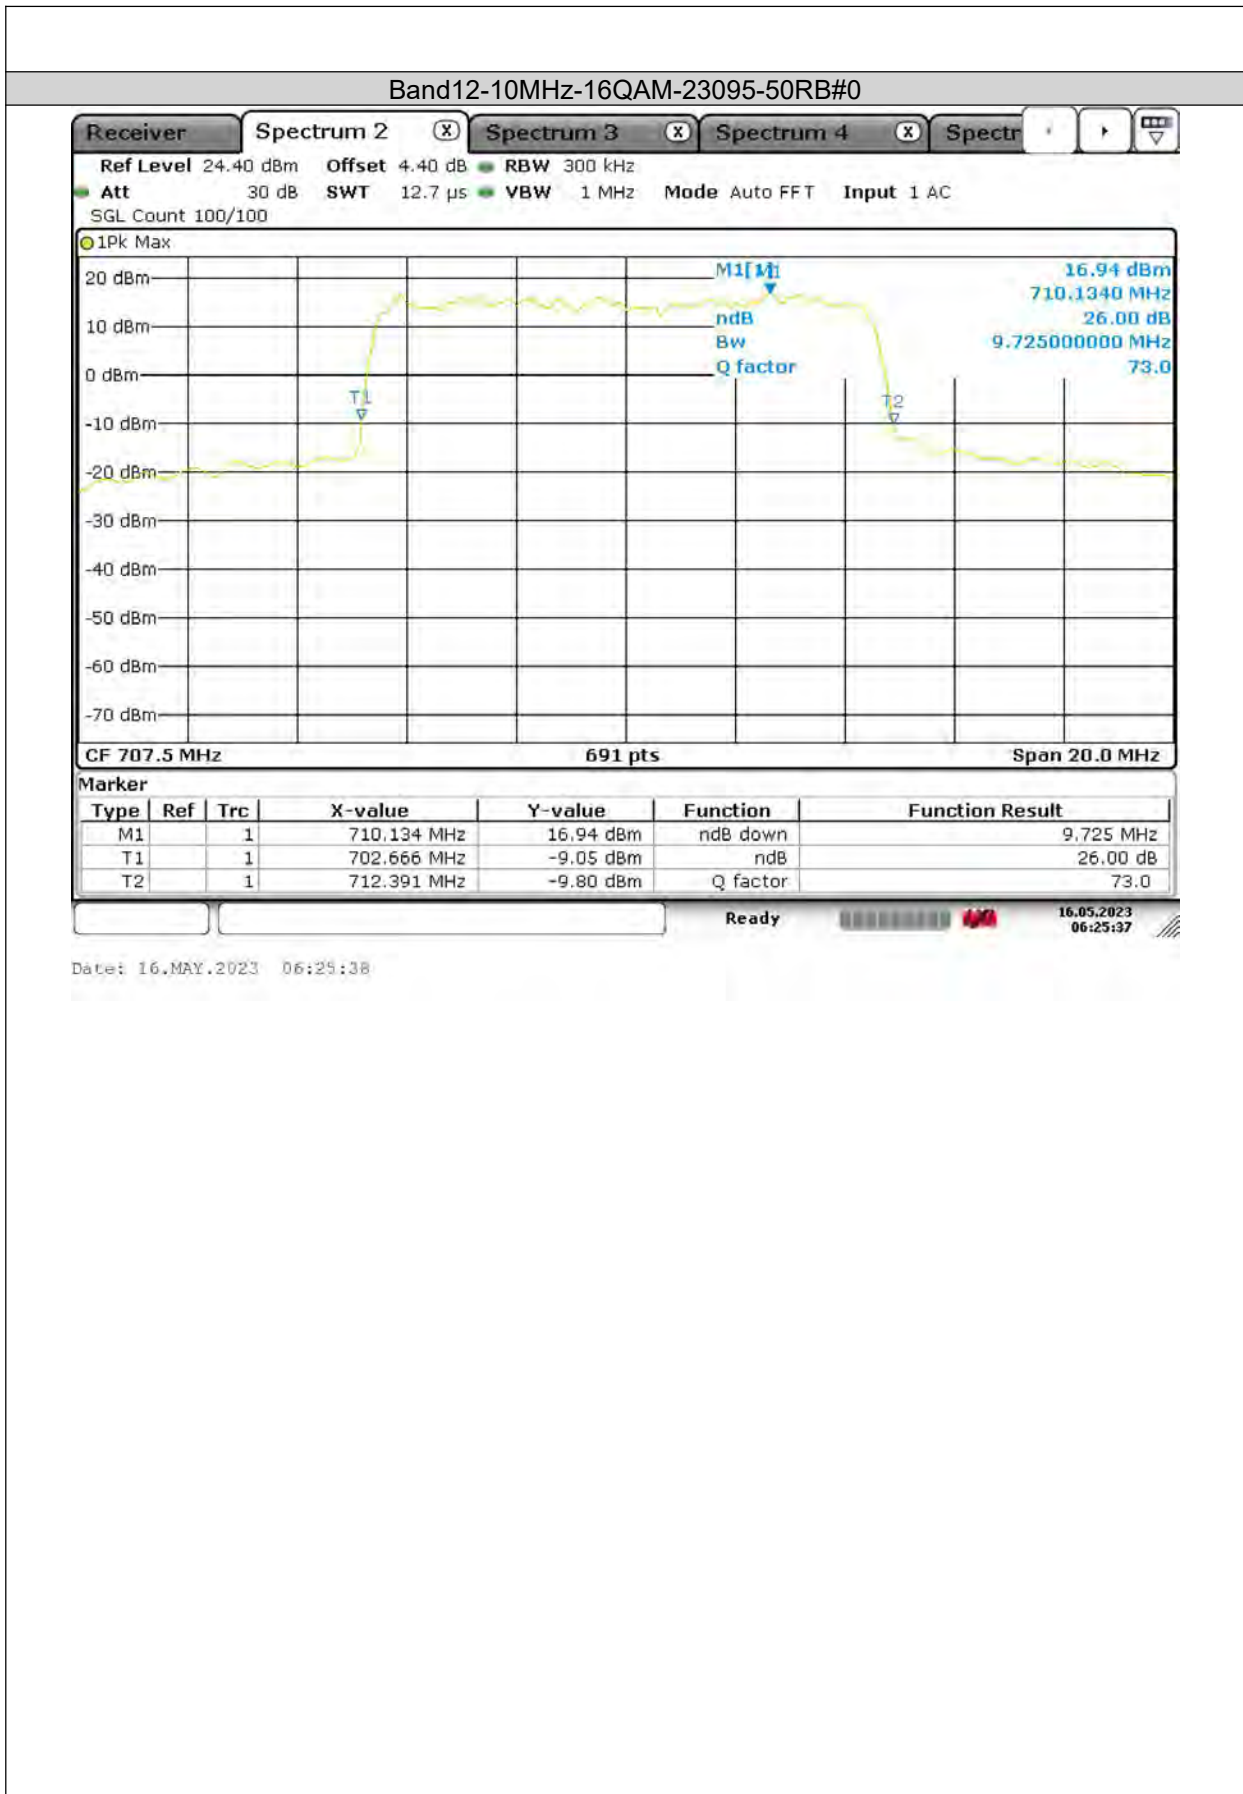 Band12-10MHz-16QAM-23095-50RB#0
Receiver Spectrum 2 X Spectrum 3 X Spectrum 4 X Spectr
Ref Level 24.40 dBm Offset 4.40 dB RBW 300 kHz
Att 30 dB SWT 12.7 µs VBW 1 MHz Mode Auto FFT Input 1 AC
SGL Count 100/100
1Pk Max
M1[1] M1 16.94 dBm
20 dBm
710.1340 MHz
ndB 26.00 dB
10 dBm
Bw 9.725000000 MHz
Q factor 73.0
0 dBm
T1
T2
-10 dBm
-20 dBm
-30 dBm
-40 dBm
-50 dBm
-60 dBm
-70 dBm
CF 707.5 MHz 691 pts Span 20.0 MHz
Marker
Type Ref Trc X-value Y-value Function Function Result
M1 1 710.134 MHz 16.94 dBm ndB down 9.725 MHz
T1 1 702.666 MHz -9.05 dBm ndB 26.00 dB
T2 1 712.391 MHz -9.80 dBm Q factor 73.0
Ready 16.05.2023
06:25:37
Date: 16.MAY.2023 06:25:38